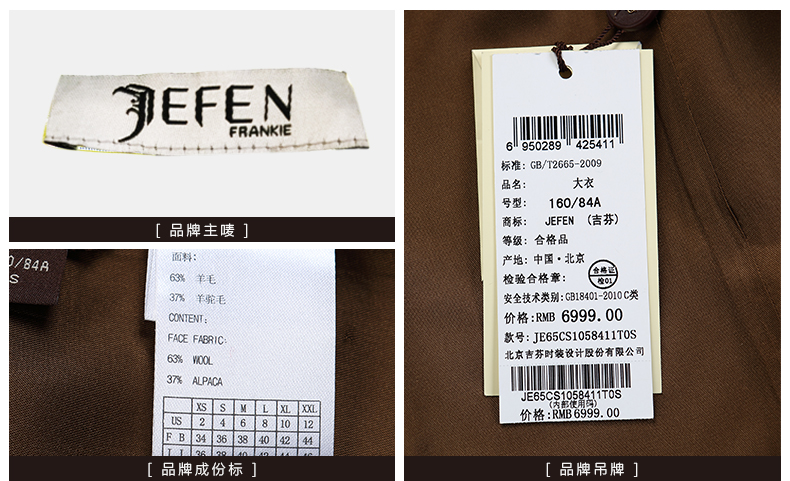 JEFEN
FRANKIE
[ 品牌主唛 ]
0/84A
S
面料:
63% 羊毛
37% 羊驼毛
CONTENT:
FACE FABRIC:
63% WOOL
37% ALPACA
XS S M L XL XXL
US 2 4 6 8 10 12
F B 34 36 38 40 42 44
[ 品牌成份标 ]
6 950289 425411
标准: GB/T2665-2009
品名: 大衣
号型: 160/84A
商标: JEFEN (吉芬)
等级: 合格品
产地: 中国·北京
检验合格章: 合格证 检01
安全技术类别:GB18401-2010 C类
价格:RMB 6999.00
款号:JE65CS1058411T0S
北京吉芬时装设计股份有限公司
JE65CS1058411T0S
(内部使用码)
价格:RMB6999.00
[ 品牌吊牌 ]